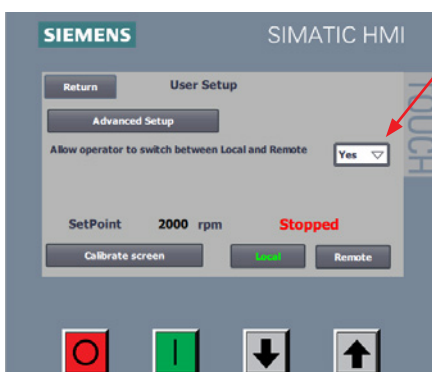 SIEMENS SIMATIC HMI
TOUCH
Return User Setup
Advanced Setup
Allow operator to switch between Local and Remote Yes
SetPoint 2000 rpm Stopped
Calibrate screen Local Remote